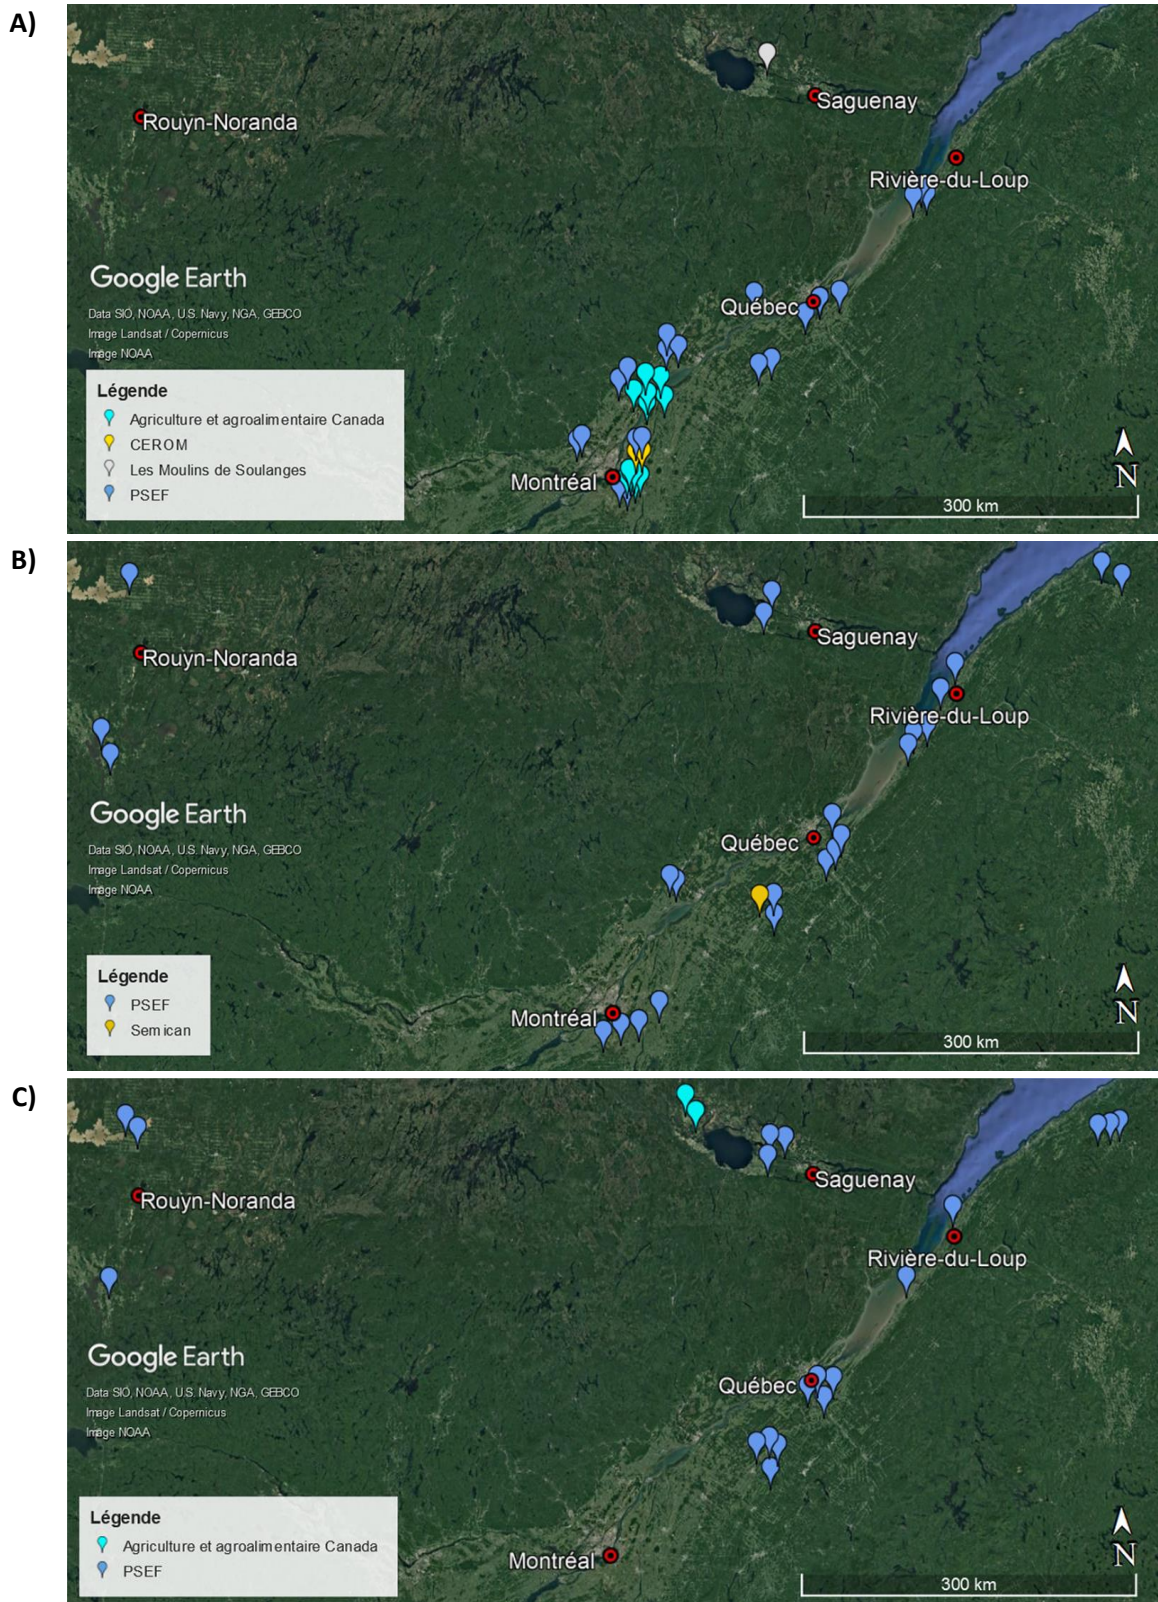 A)
Saguenay
Rouyn-Noranda
Rivière-du-Loup
Google Earth
Québec
Data SIO, NOAA, U.S. Navy, NGA, GEBCO
Image Landsat / Copernicus
Image NOAA
Légende
Agriculture et agroalimentaire Canada
CEROM
Les Moulins de Soulanges
PSEF
Montréal
N
300 km
B)
Saguenay
Rouyn-Noranda
Rivière-du-Loup
Google Earth
Québec
Data SIO, NOAA, U.S. Navy, NGA, GEBCO
Image Landsat / Copernicus
Image NOAA
Légende
PSEF
Semican
Montréal
N
300 km
C)
Saguenay
Rouyn-Noranda
Rivière-du-Loup
Google Earth
Québec
Data SIO, NOAA, U.S. Navy, NGA, GEBCO
Image Landsat / Copernicus
Image NOAA
Légende
Agriculture et agroalimentaire Canada
PSEF
Montréal
N
300 km